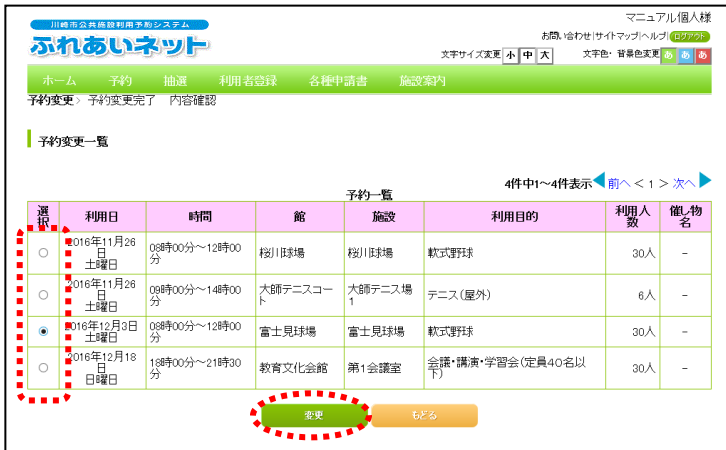 マニュアル個人様
川崎市公共施設利用予約システム
ふれあいネット
お問い合わせ|サイトマップ|ヘルプ| ログアウト
文字サイズ変更 小 中 大 文字色・背景色変更 あ あ あ
ホーム 予約 抽選 利用者登録 各種申請書 施設案内
予約変更> 予約変更完了 内容確認
予約変更一覧
4件中1~4件表示 前へ < 1 > 次へ
予約一覧
選択 利用日 時間 館 施設 利用目的 利用人数 催し物名
2016年11月26日 土曜日 08時00分~12時00分 桜川球場 桜川球場 軟式野球 30人 -
2016年11月26日 土曜日 09時00分~14時00分 大師テニスコート 大師テニス場1 テニス(屋外) 6人 -
2016年12月3日 土曜日 08時00分~12時00分 富士見球場 富士見球場 軟式野球 30人 -
2016年12月18日 日曜日 18時00分~21時30分 教育文化会館 第1会議室 会議・講演・学習会(定員40名以下) 30人 -
変更 もどる